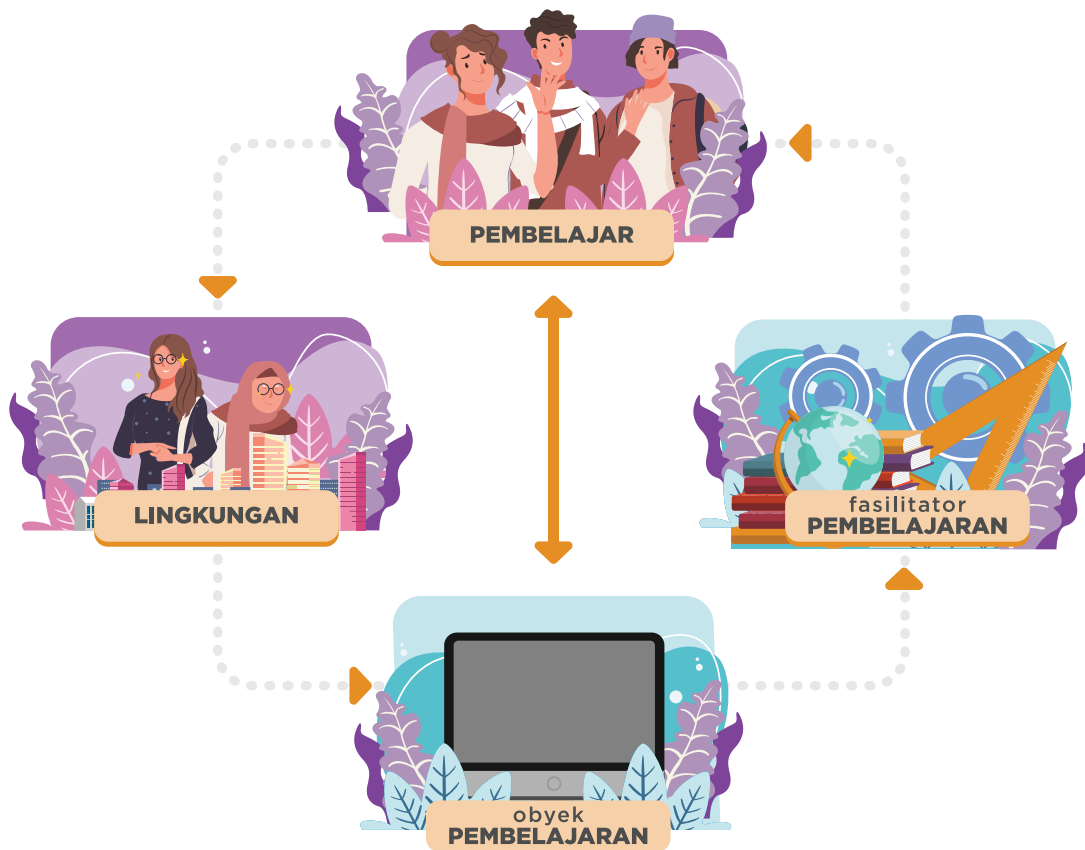 PEMBELAJAR
LINGKUNGAN
fasilitator
PEMBELAJARAN
obyek
PEMBELAJARAN